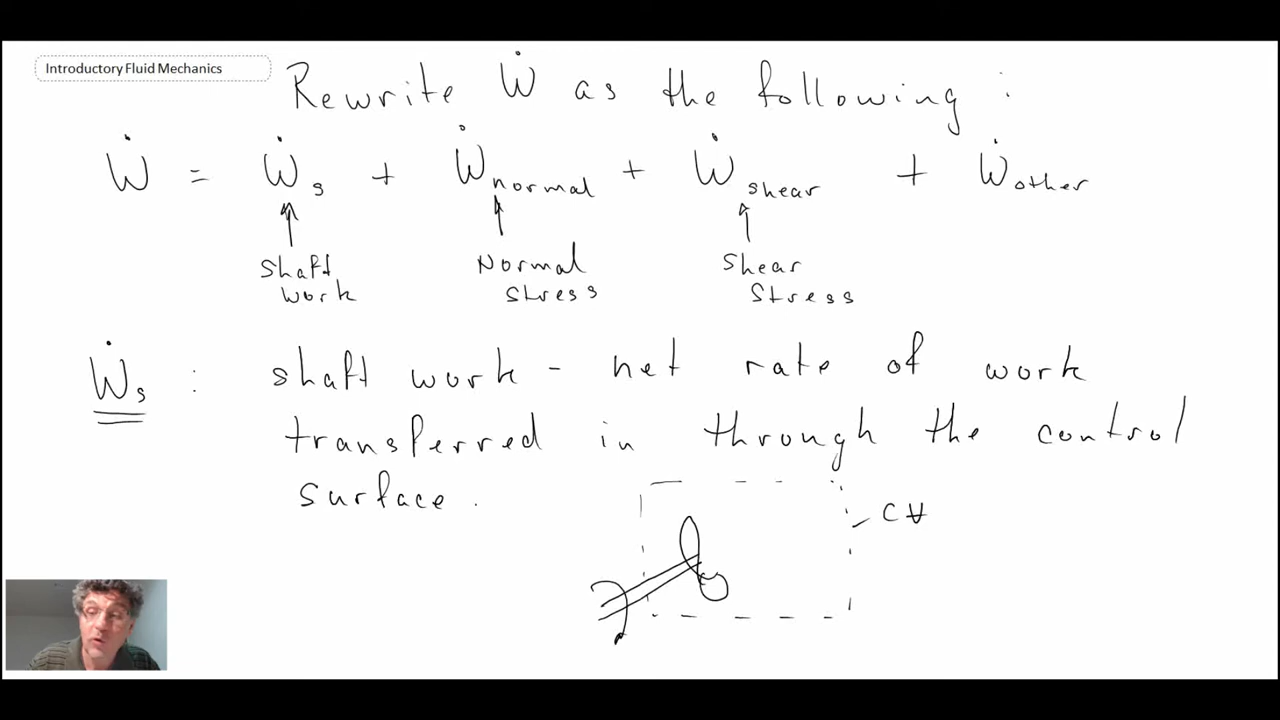 Introductory Fluid Mechanics
Rewrite Ẇ as the following :
Ẇ = Ẇs + Ẇnormal + Ẇshear + Ẇother
shaft work
Normal stress
shear stress
Ẇs : shaft work - net rate of work
transferred in through the control
surface.
C∀